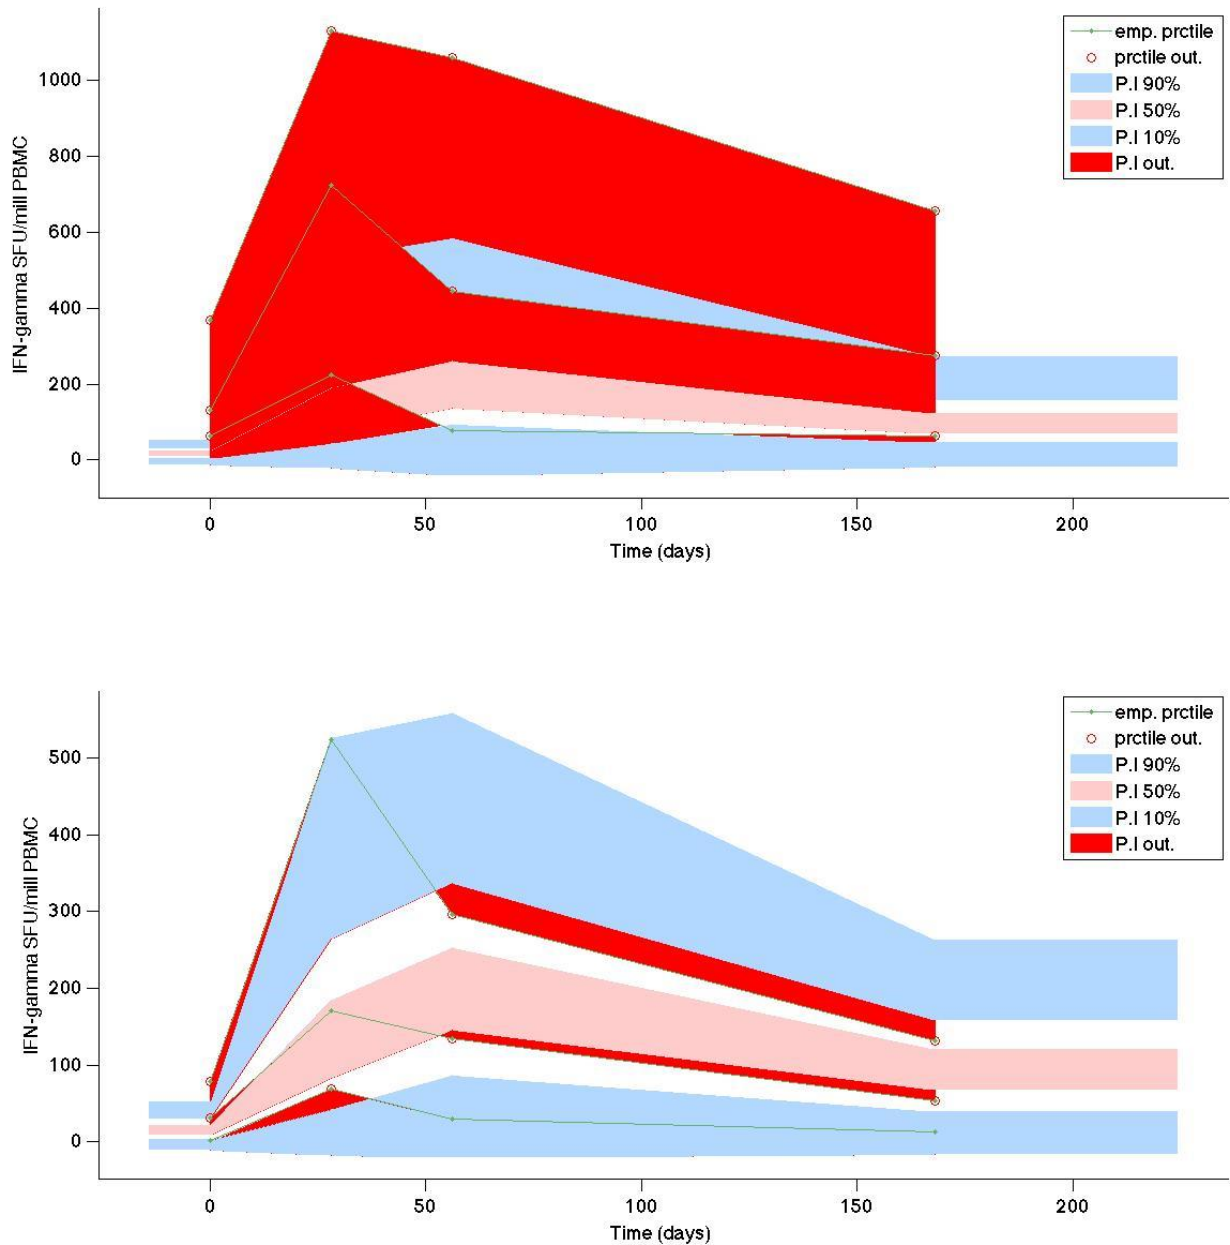 emp. prctile
prctile out.
P.I 90%
P.I 50%
P.I 10%
P.I out.
IFN-gamma SFU/mill PBMC
1000
800
600
400
200
0
0 50 100 150 200
Time (days)
emp. prctile
prctile out.
P.I 90%
P.I 50%
P.I 10%
P.I out.
IFN-gamma SFU/mill PBMC
500
400
300
200
100
0
0 50 100 150 200
Time (days)